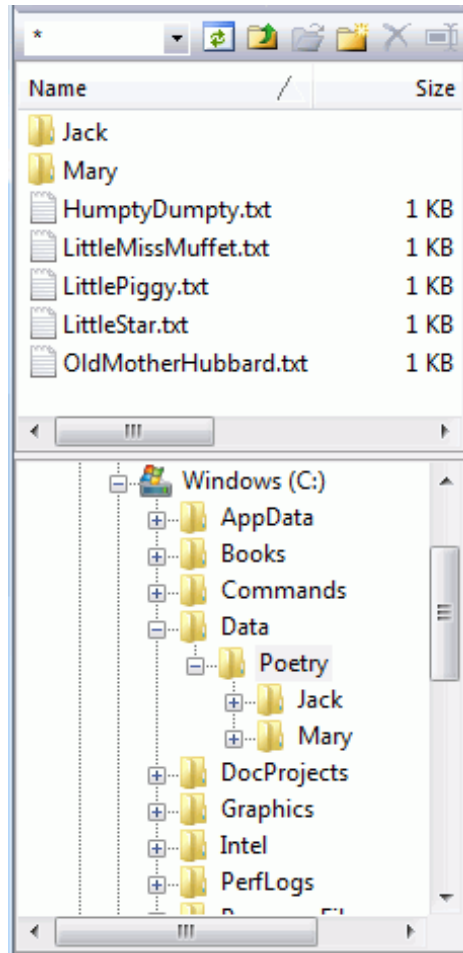 *
Name Size
Jack
Mary
HumptyDumpty.txt 1 KB
LittleMissMuffet.txt 1 KB
LittlePiggy.txt 1 KB
LittleStar.txt 1 KB
OldMotherHubbard.txt 1 KB
Windows (C:)
AppData
Books
Commands
Data
Poetry
Jack
Mary
DocProjects
Graphics
Intel
PerfLogs